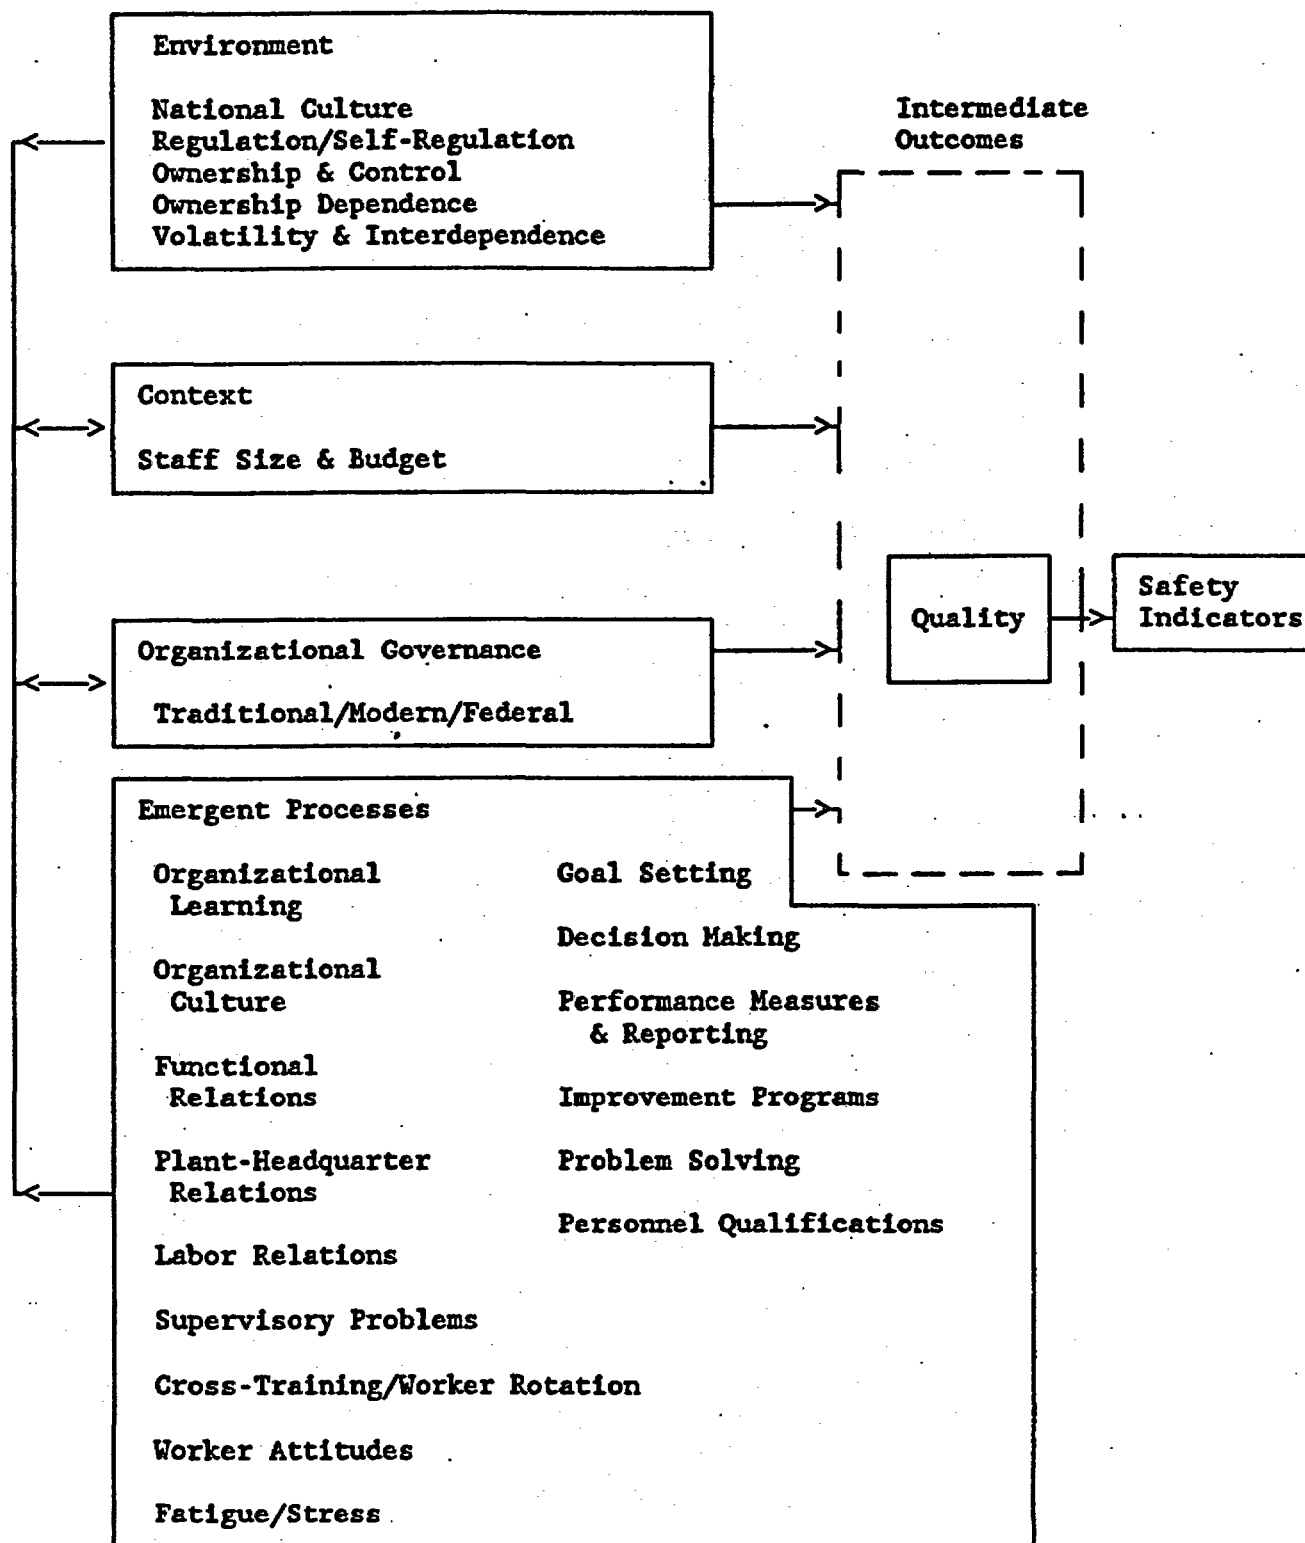 Environment
National Culture
Regulation/Self-Regulation
Ownership & Control
Ownership Dependence
Volatility & Interdependence
Intermediate
Outcomes
Context
Staff Size & Budget
Organizational Governance
Traditional/Modern/Federal
Quality
Safety
Indicators
Emergent Processes
Organizational
Learning
Organizational
Culture
Functional
Relations
Plant-Headquarter
Relations
Labor Relations
Supervisory Problems
Cross-Training/Worker Rotation
Worker Attitudes
Fatigue/Stress
Goal Setting
Decision Making
Performance Measures
& Reporting
Improvement Programs
Problem Solving
Personnel Qualifications